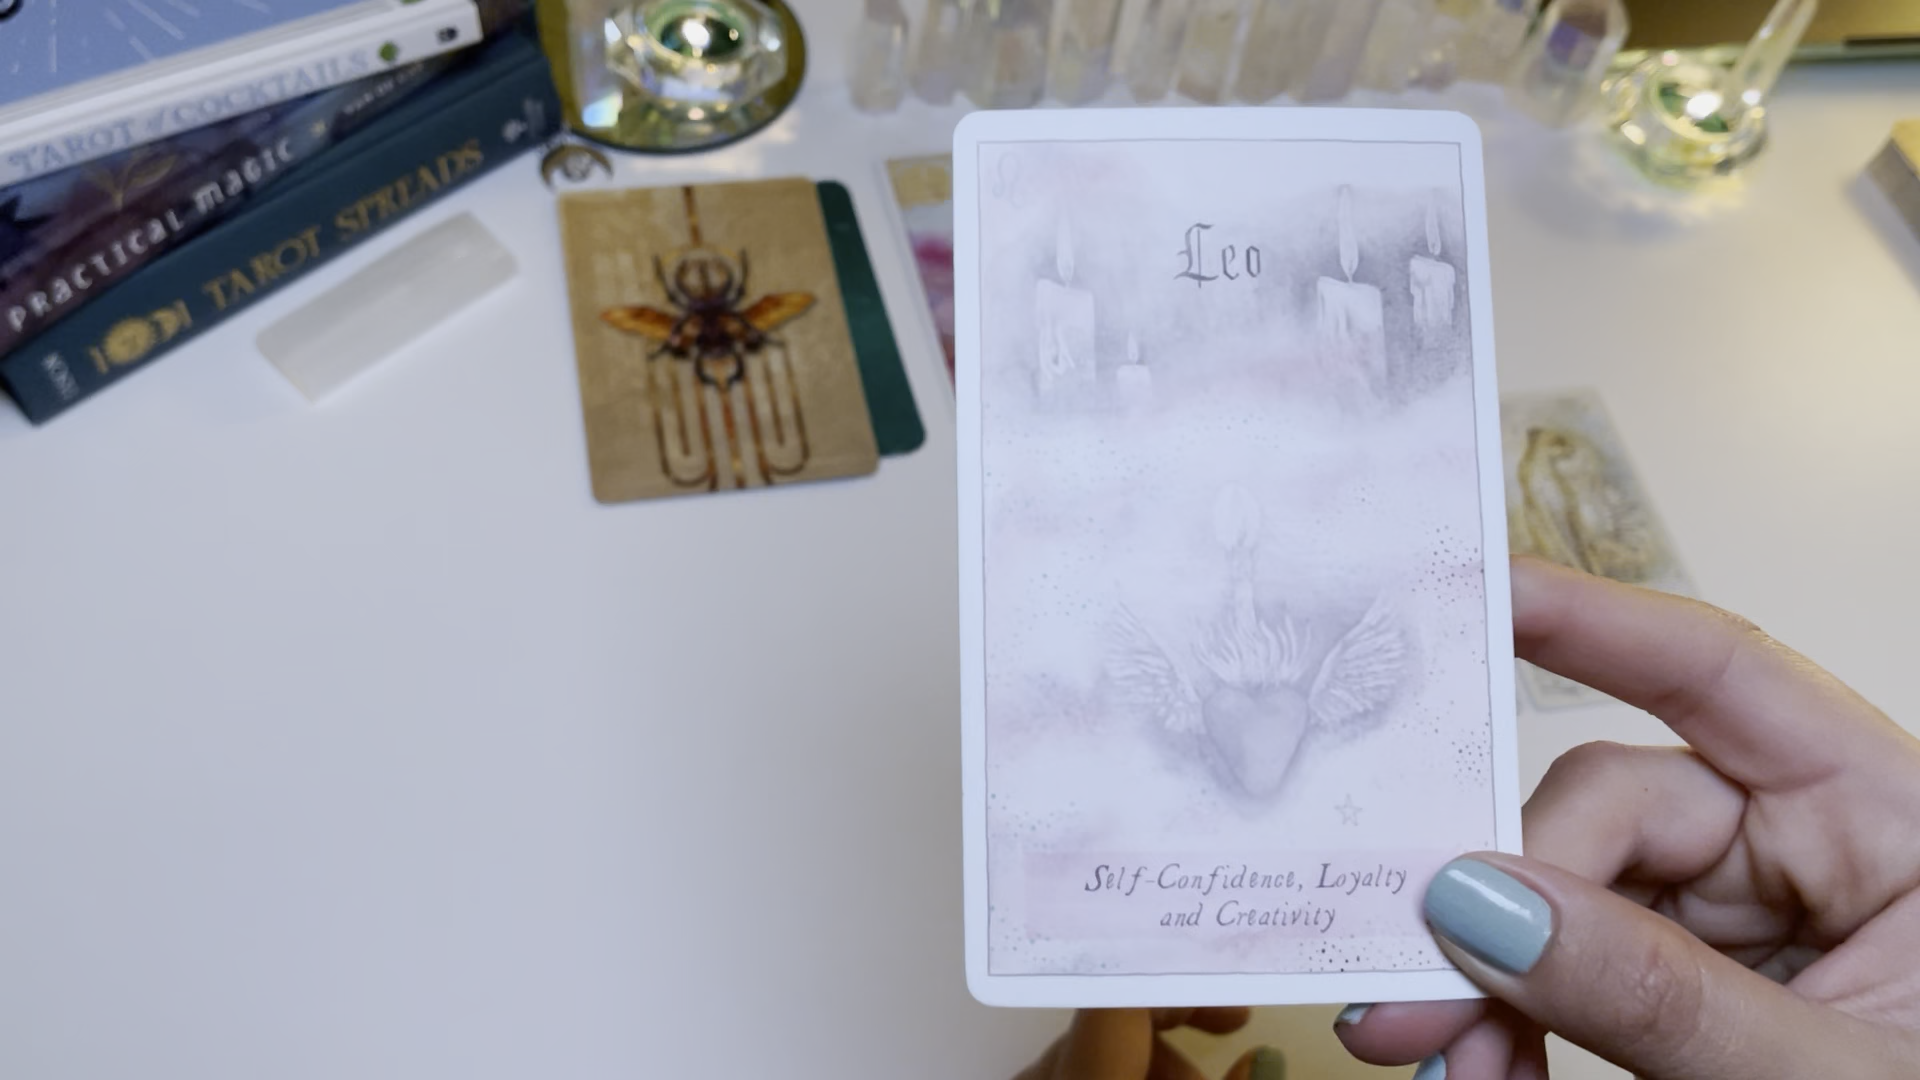 TAROT of COCKTAILS
PRACTICAL MAGIC
TAROT SPREADS
Leo
Self-Confidence, Loyalty
and Creativity